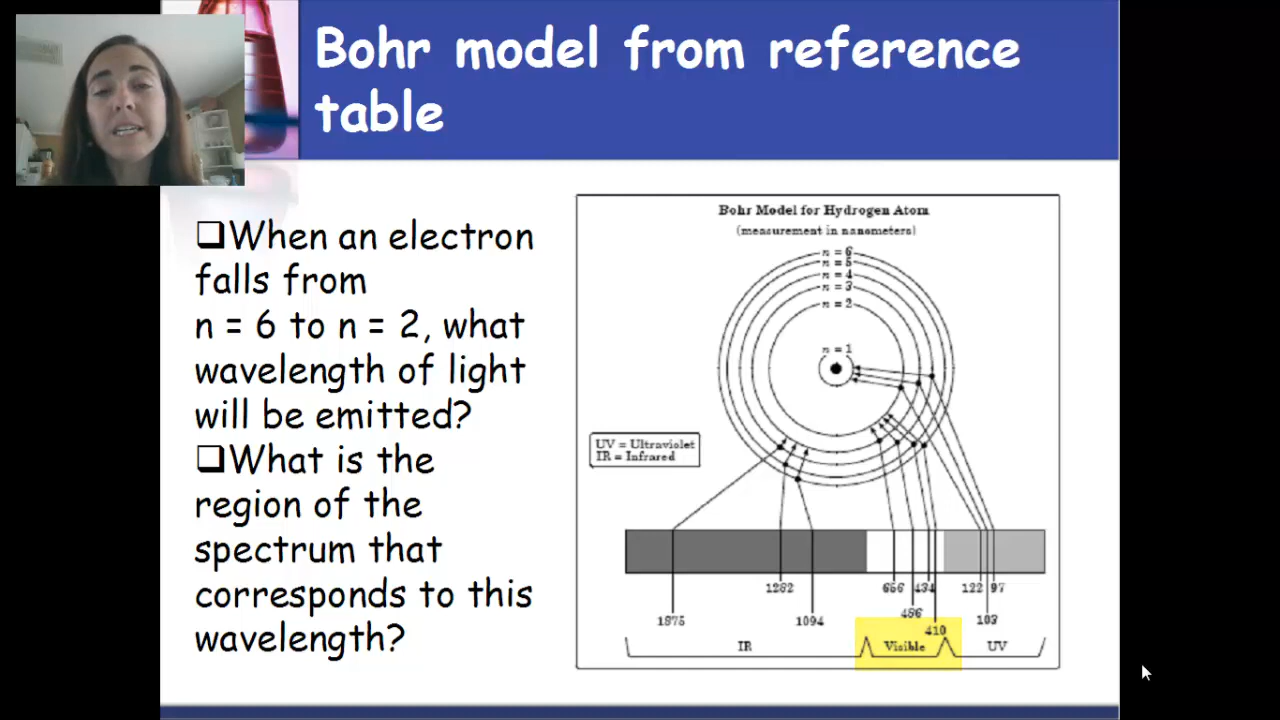 Bohr model from reference
table
❑When an electron
falls from
n = 6 to n = 2, what
wavelength of light
will be emitted?
❑What is the
region of the
spectrum that
corresponds to this
wavelength?
Bohr Model for Hydrogen Atom
(measurement in nanometers)
n = 6
n = 5
n = 4
n = 3
n = 2
n = 1
UV = Ultraviolet
IR = Infrared
1282 656 434 122 97
1875 1094 486 103
410
IR Visible UV